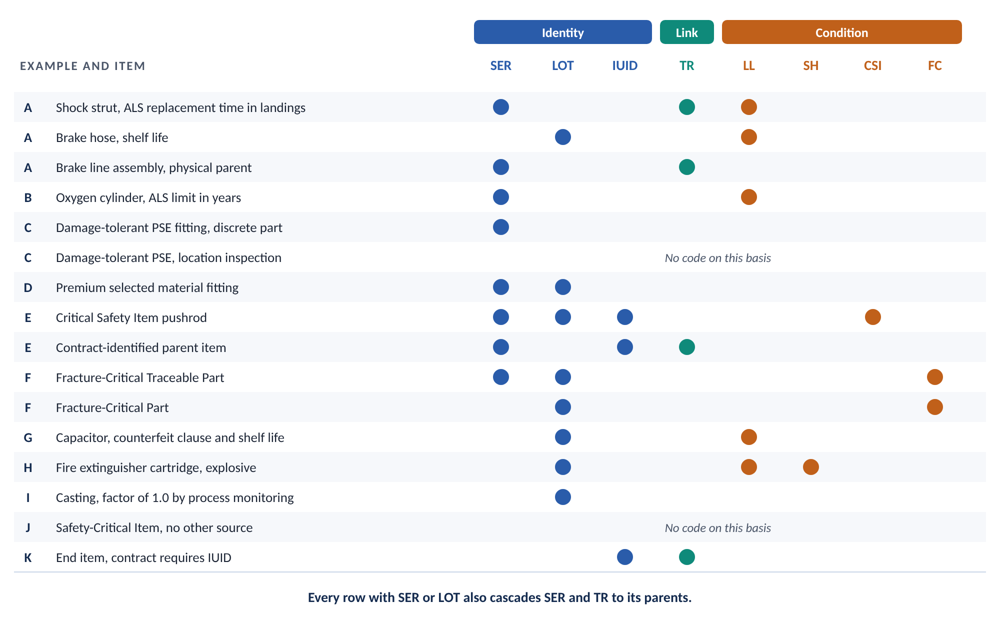 Identity Link Condition
EXAMPLE AND ITEM SER LOT IUID TR LL SH CSI FC
A Shock strut, ALS replacement time in landings
A Brake hose, shelf life
A Brake line assembly, physical parent
B Oxygen cylinder, ALS limit in years
C Damage-tolerant PSE fitting, discrete part
C Damage-tolerant PSE, location inspection No code on this basis
D Premium selected material fitting
E Critical Safety Item pushrod
E Contract-identified parent item
F Fracture-Critical Traceable Part
F Fracture-Critical Part
G Capacitor, counterfeit clause and shelf life
H Fire extinguisher cartridge, explosive
I Casting, factor of 1.0 by process monitoring
J Safety-Critical Item, no other source No code on this basis
K End item, contract requires IUID
Every row with SER or LOT also cascades SER and TR to its parents.